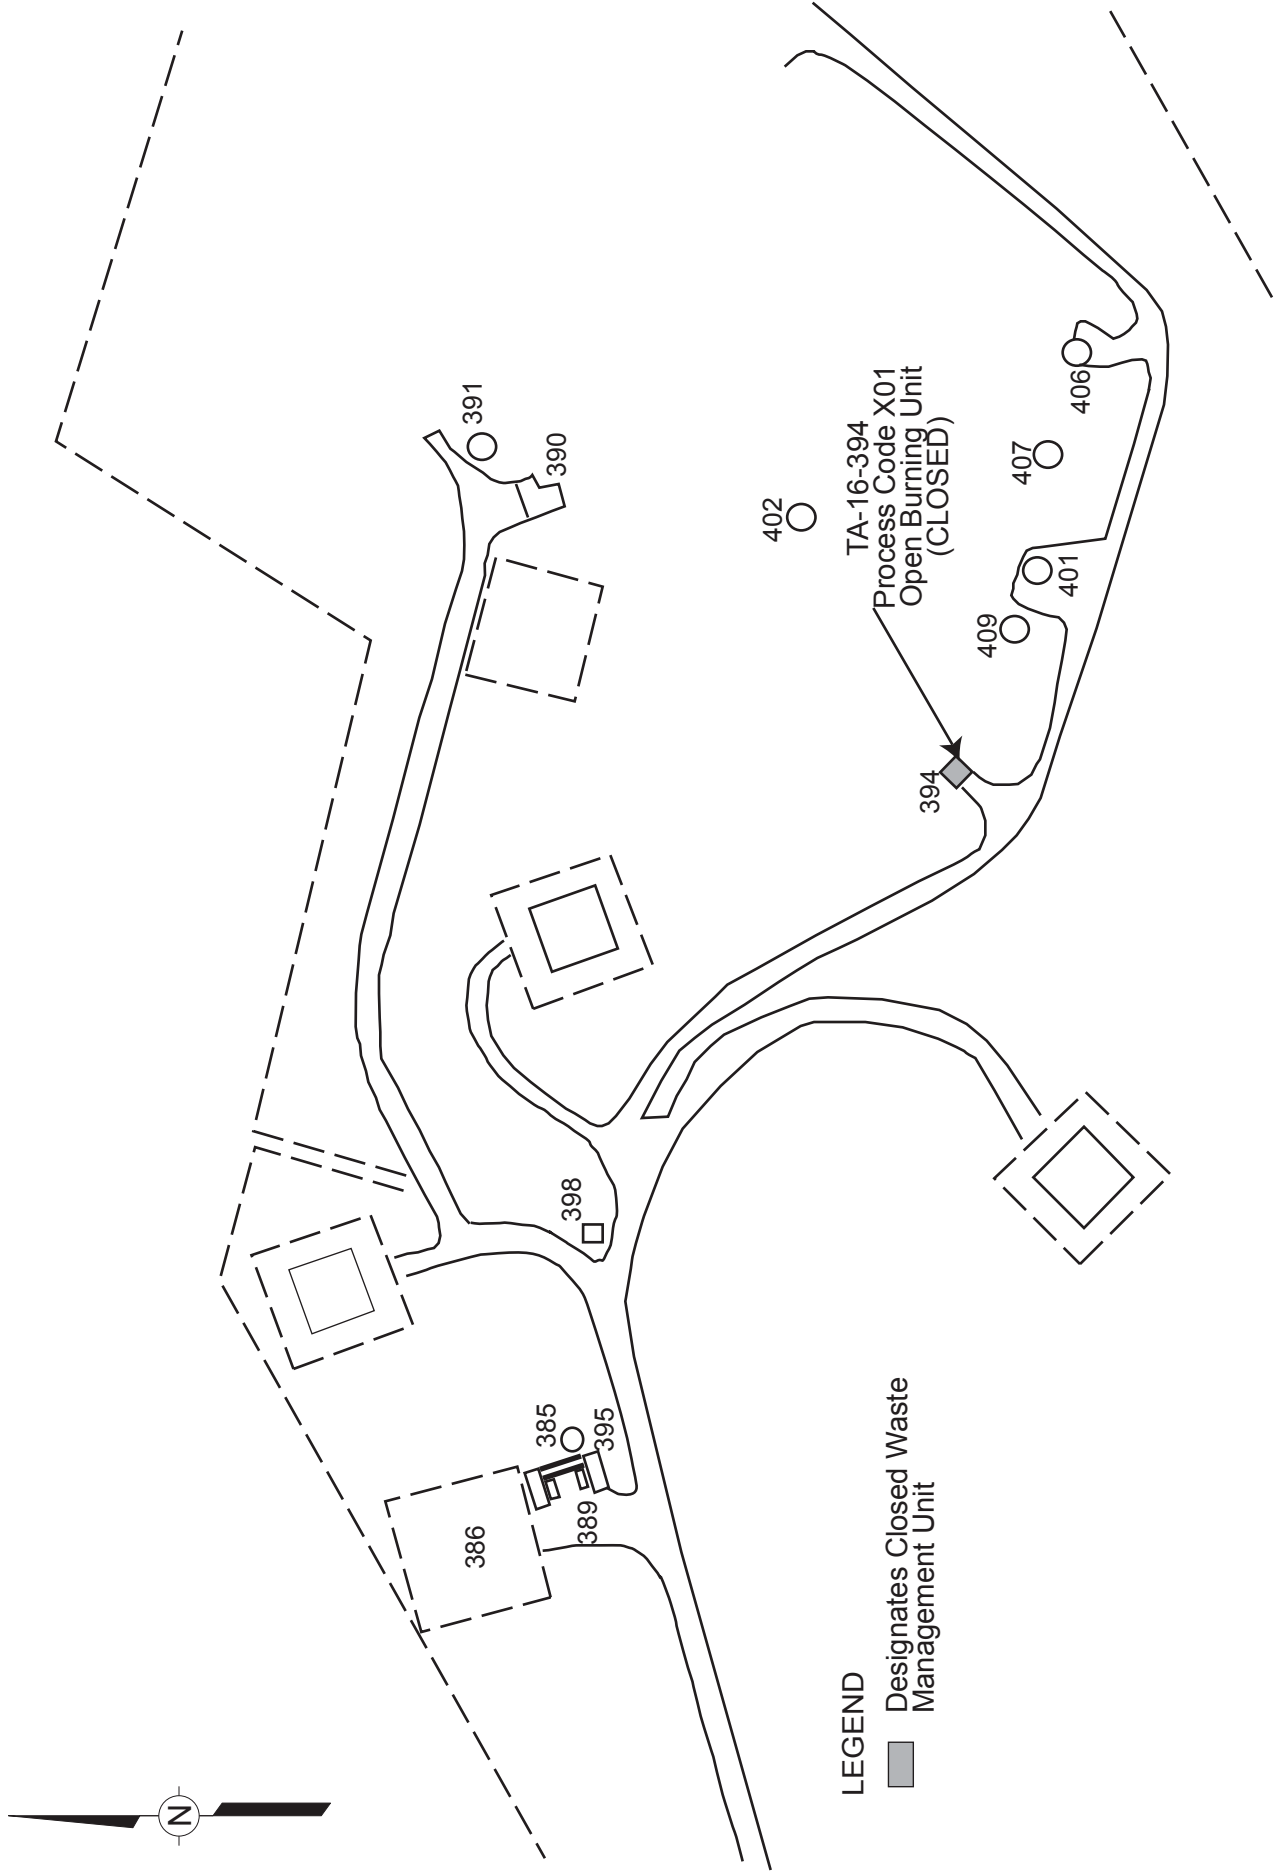 N
386
389
385
395
398
394
TA-16-394
Process Code X01
Open Burning Unit
(CLOSED)
391
390
402
409
401
407
406
LEGEND
Designates Closed Waste
Management Unit